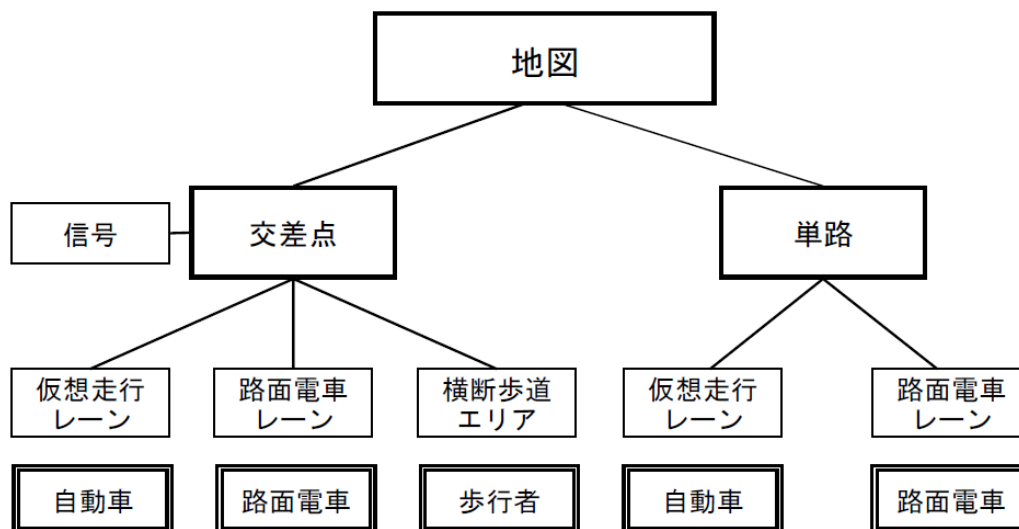 地図
信号
交差点
単路
仮想走行
レーン
路面電車
レーン
横断歩道
エリア
仮想走行
レーン
路面電車
レーン
自動車
路面電車
歩行者
自動車
路面電車